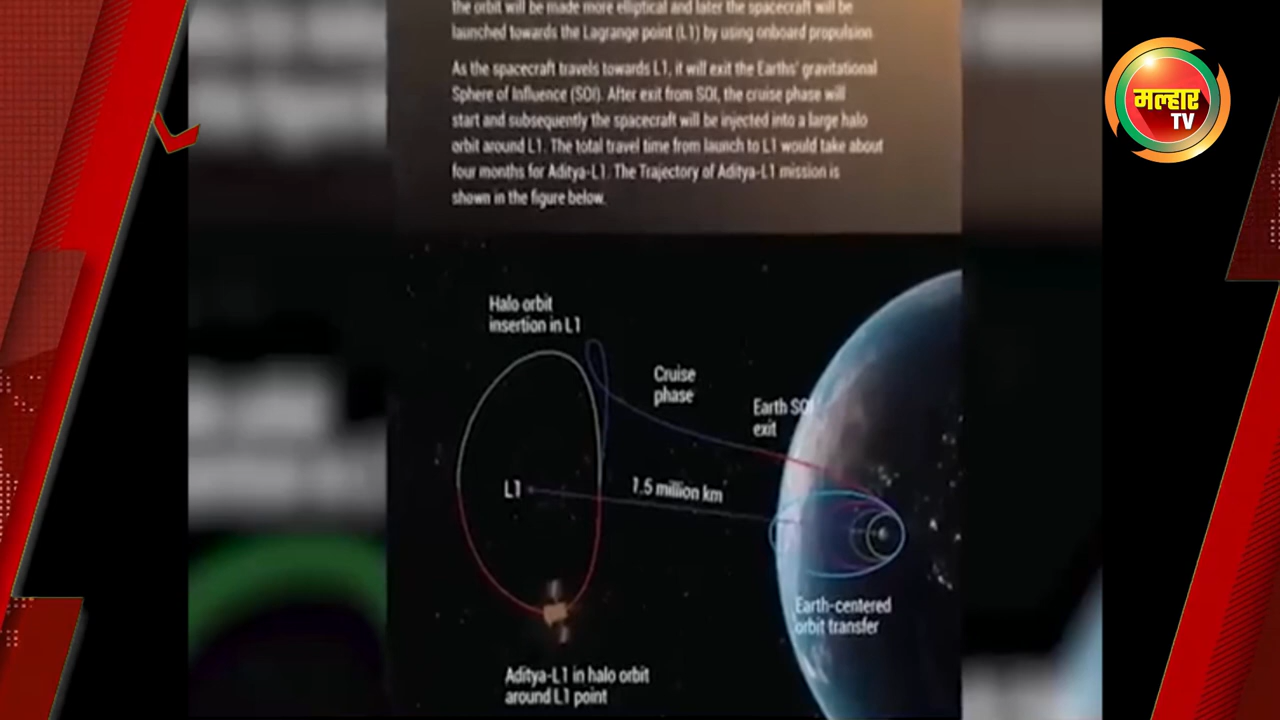 the orbit will be made more elliptical and later the spacecraft will be
launched towards the Lagrange point (L1) by using onboard propulsion
As the spacecraft travels towards L1, it will exit the Earths' gravitational
Sphere of Influence (SOI). After exit from SOI, the cruise phase will
start and subsequently the spacecraft will be injected into a large halo
orbit around L1. The total travel time from launch to L1 would take about
four months for Aditya-L1. The Trajectory of Aditya-L1 mission is
shown in the figure below.
मल्हार
TV
Halo orbit
insertion in L1
Cruise
phase
Earth SOI
exit
L1
1.5 million km
Earth-centered
orbit transfer
Aditya-L1 in halo orbit
around L1 point